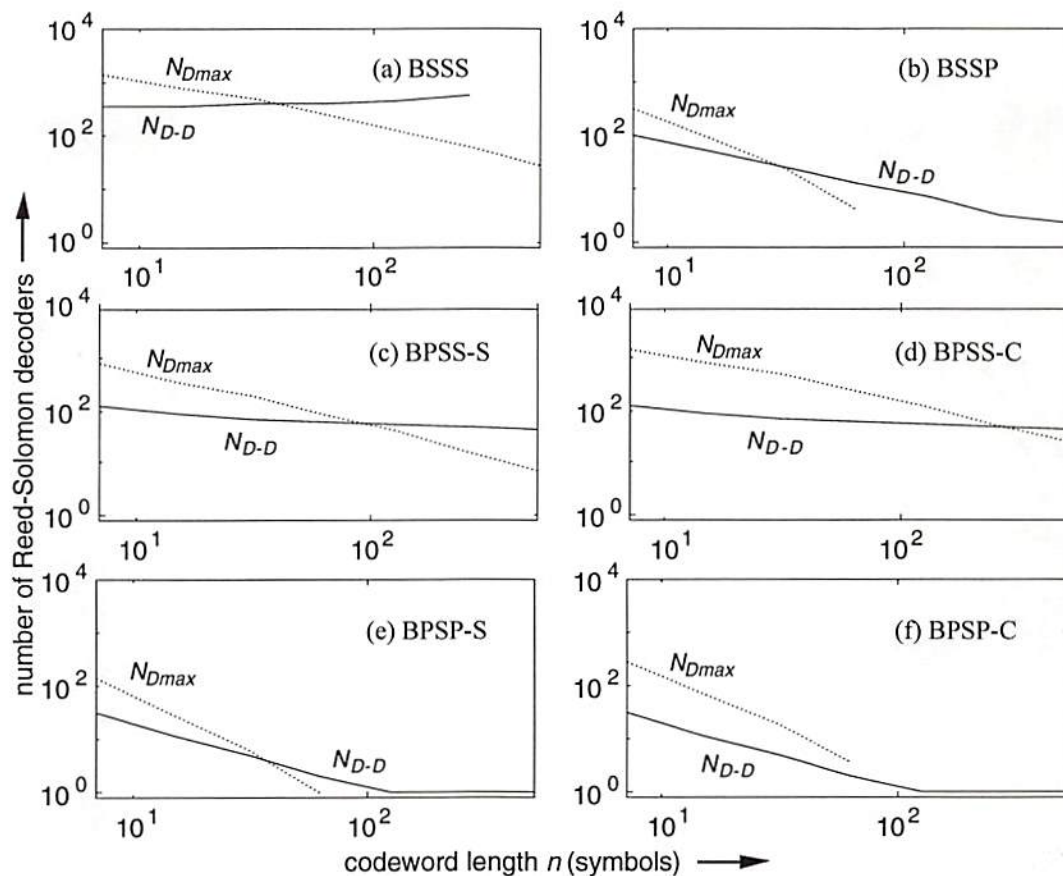 number of Reed-Solomon decoders
10^4
10^2
10^0
10^1
10^2
N_Dmax
N_D-D
(a) BSSS
10^4
10^2
10^0
10^1
10^2
N_Dmax
N_D-D
(b) BSSP
10^4
10^2
10^0
10^1
10^2
N_Dmax
N_D-D
(c) BPSS-S
10^4
10^2
10^0
10^1
10^2
N_Dmax
N_D-D
(d) BPSS-C
10^4
10^2
10^0
10^1
10^2
N_Dmax
N_D-D
(e) BPSP-S
10^4
10^2
10^0
10^1
10^2
N_Dmax
N_D-D
(f) BPSP-C
codeword length n (symbols)